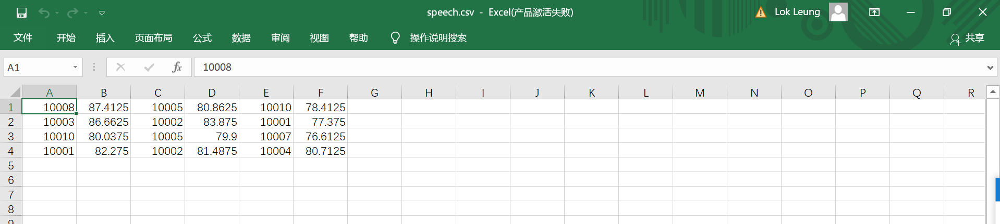 speech.csv - Excel(产品激活失败)
Lok Leung
文件 开始 插入 页面布局 公式 数据 审阅 视图 帮助 操作说明搜索 共享
A1 fx 10008
A B C D E F G H I J K L M N O P Q R
1 10008 87.4125 10005 80.8625 10010 78.4125
2 10003 86.6625 10002 83.875 10001 77.375
3 10010 80.0375 10005 79.9 10007 76.6125
4 10001 82.275 10002 81.4875 10004 80.7125
5
6
7
8
9